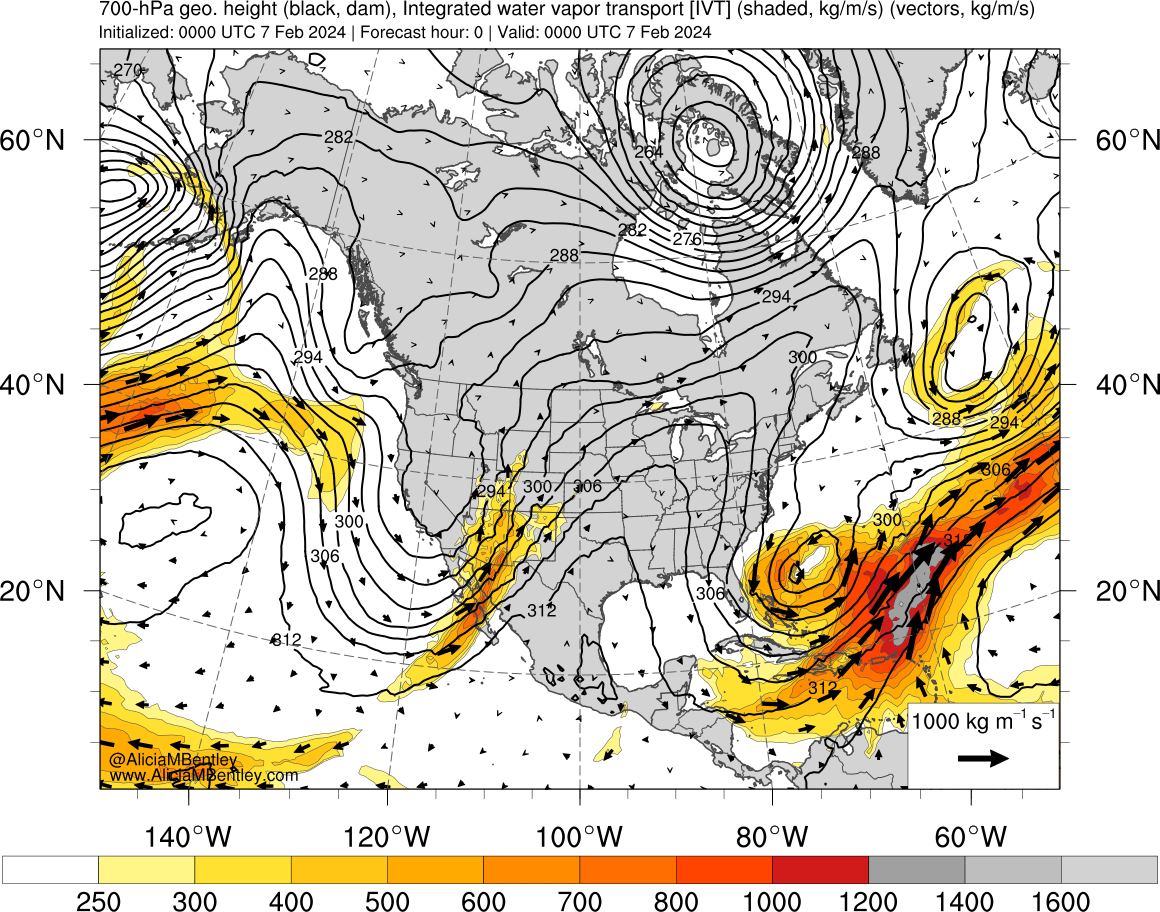 700-hPa geo. height (black, dam), Integrated water vapor transport [IVT] (shaded, kg/m/s) (vectors, kg/m/s)
Initialized: 0000 UTC 7 Feb 2024 | Forecast hour: 0 | Valid: 0000 UTC 7 Feb 2024
270
282
264
288
60°N 60°N
282
276
288
288
294
294
300
40°N 40°N
288
294
306
294
300
306
300
300
312
306
20°N 20°N
306
312
312
312
1000 kg m⁻¹ s⁻¹
@AliciaMBentley
www.AliciaMBentley.com
140°W 120°W 100°W 80°W 60°W
250 300 400 500 600 700 800 1000 1200 1400 1600